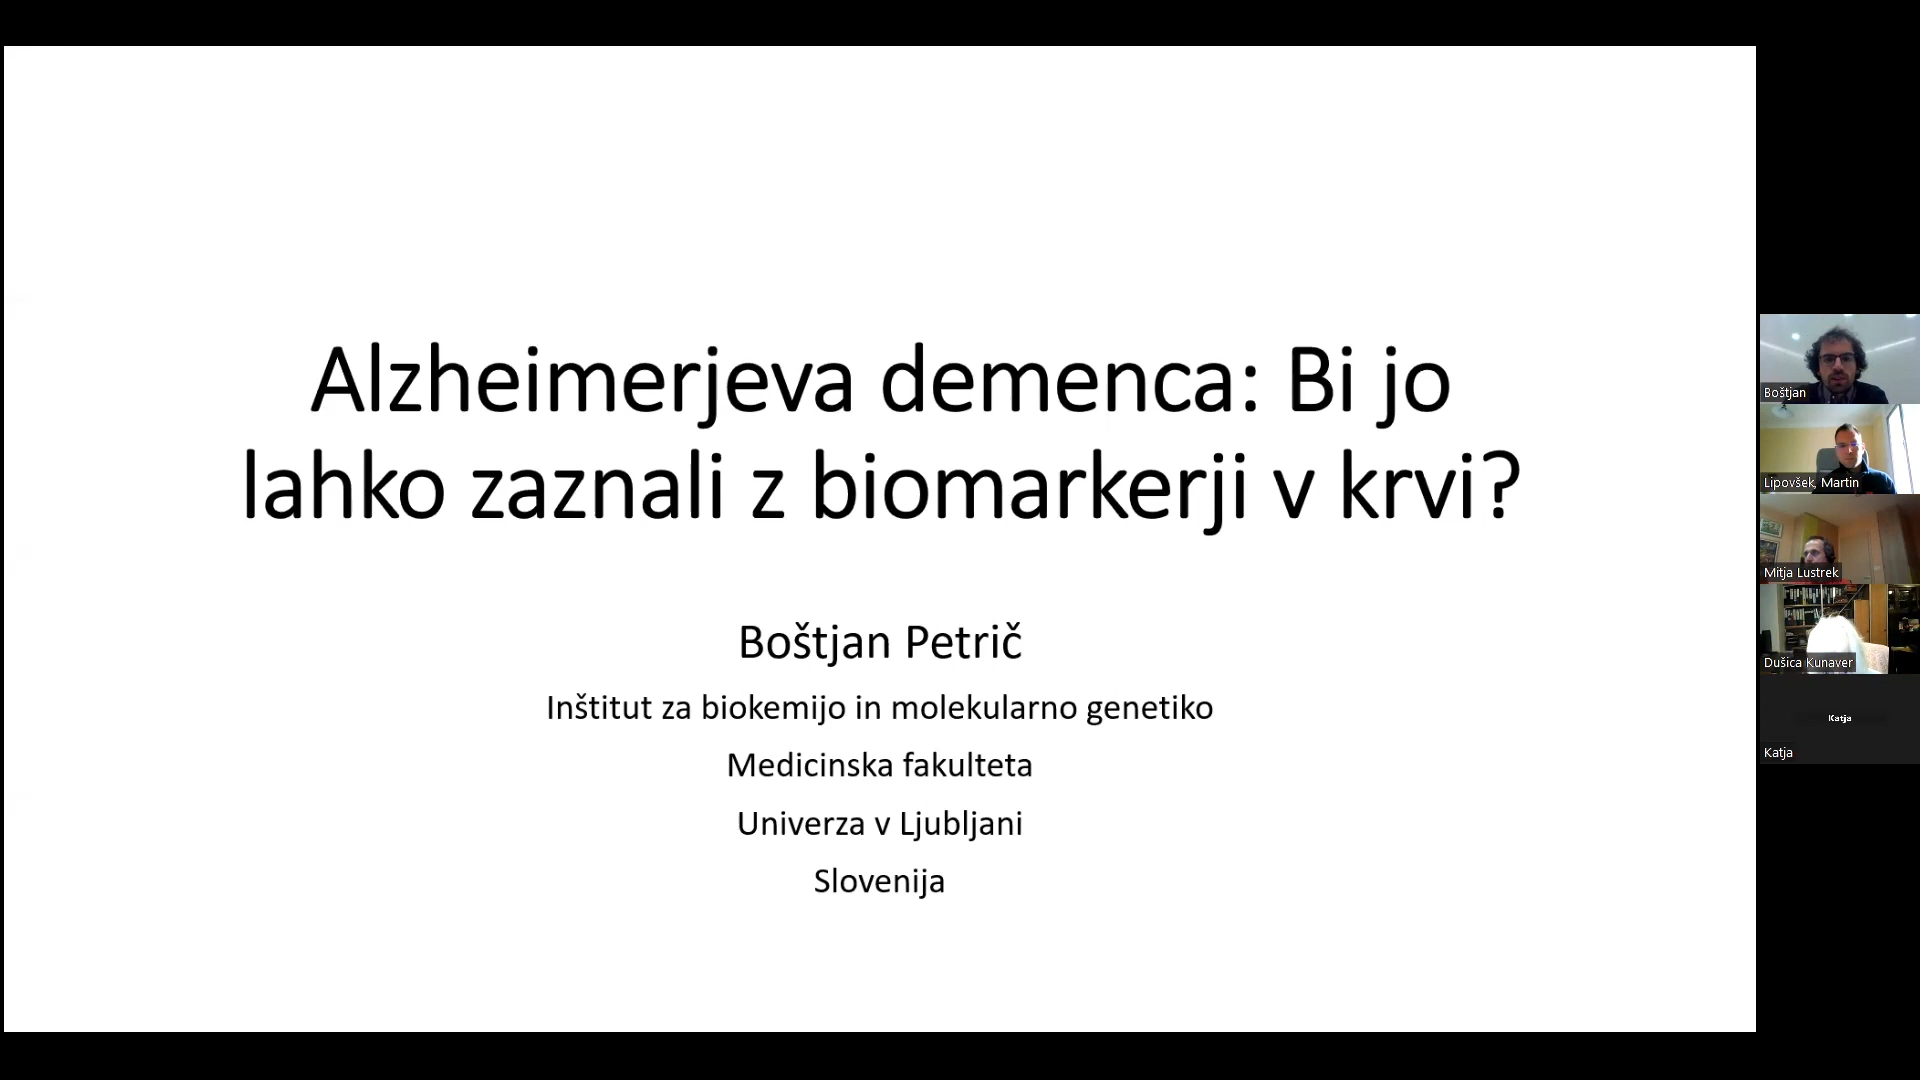 Alzheimerjeva demenca: Bi jo
lahko zaznali z biomarkerji v krvi?
Boštjan Petrič
Inštitut za biokemijo in molekularno genetiko
Medicinska fakulteta
Univerza v Ljubljani
Slovenija
Boštjan
Lipovšek, Martin
Mitja Lustrek
Dušica Kunaver
Katja
Katja